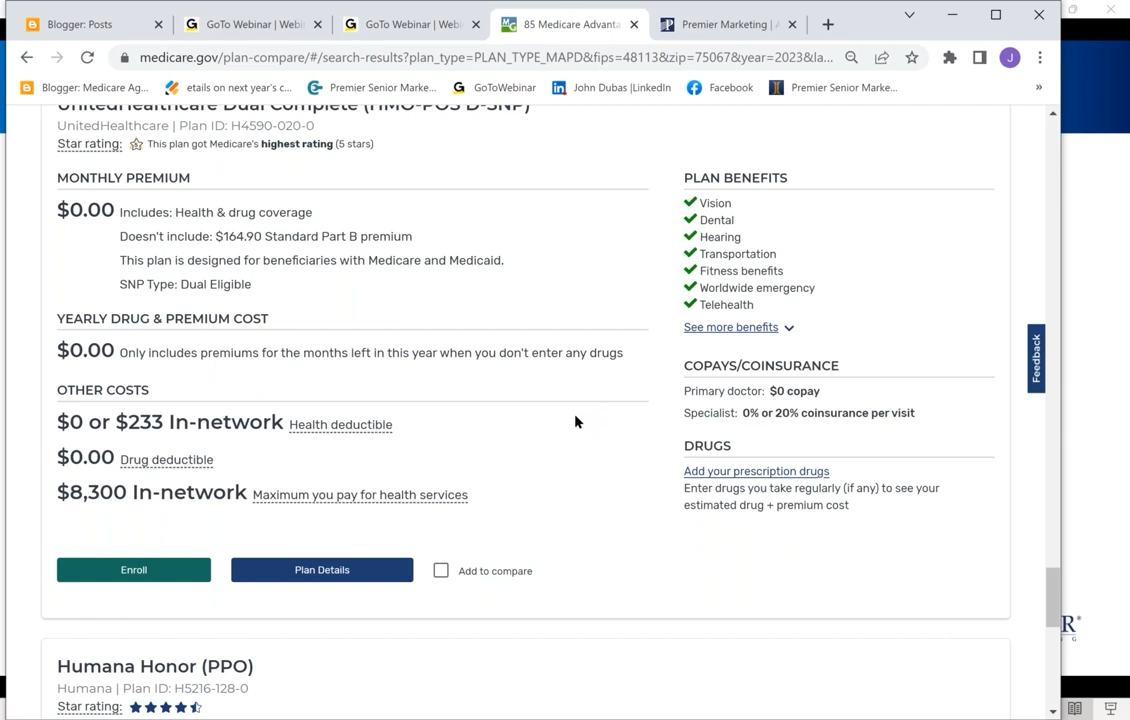 Blogger: Posts
GoTo Webinar | Web
GoTo Webinar | Web
85 Medicare Advanta
Premier Marketing | A
medicare.gov/plan-compare/#/search-results?plan_type=PLAN_TYPE_MAPD&fips=48113&zip=75067&year=2023&la...
J
Blogger: Medicare Ag...
etails on next year's c...
Premier Senior Marke...
GoToWebinar
John Dubas |LinkedIn
Facebook
Premier Senior Marke...
»
UnitedHealthcare Dual Complete (HMO-POS D-SNP)
UnitedHealthcare | Plan ID: H4590-020-0
Star rating: This plan got Medicare's highest rating (5 stars)
MONTHLY PREMIUM
$0.00 Includes: Health & drug coverage
Doesn't include: $164.90 Standard Part B premium
This plan is designed for beneficiaries with Medicare and Medicaid.
SNP Type: Dual Eligible
YEARLY DRUG & PREMIUM COST
$0.00 Only includes premiums for the months left in this year when you don't enter any drugs
OTHER COSTS
$0 or $233 In-network Health deductible
$0.00 Drug deductible
$8,300 In-network Maximum you pay for health services
Enroll
Plan Details
Add to compare
PLAN BENEFITS
Vision
Dental
Hearing
Transportation
Fitness benefits
Worldwide emergency
Telehealth
See more benefits
COPAYS/COINSURANCE
Primary doctor: $0 copay
Specialist: 0% or 20% coinsurance per visit
DRUGS
Add your prescription drugs
Enter drugs you take regularly (if any) to see your
estimated drug + premium cost
Feedback
Humana Honor (PPO)
Humana | Plan ID: H5216-128-0
Star rating:
R®
N G